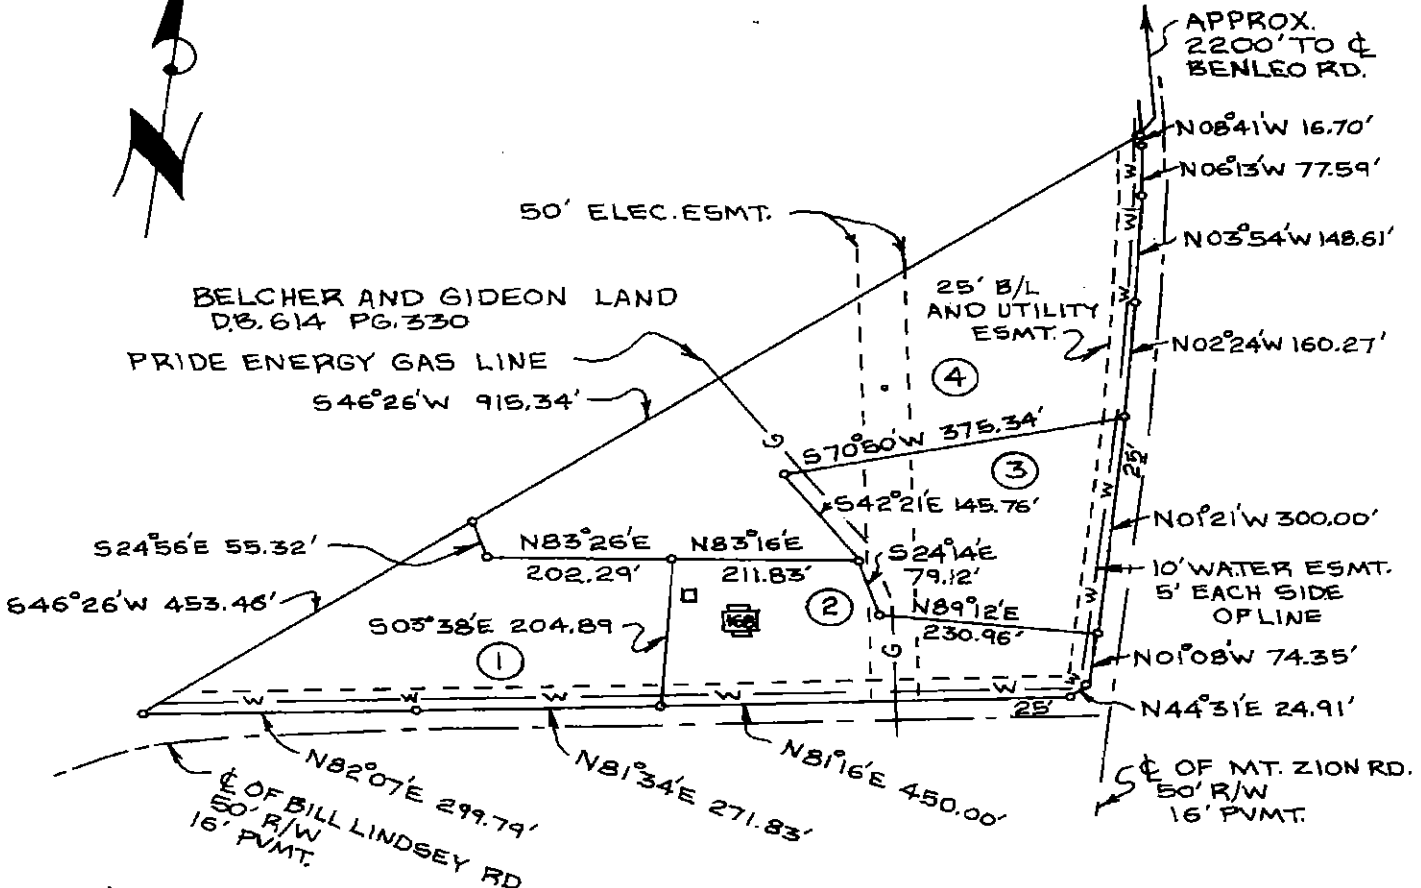 APPROX.
2200' TO ℄
BENLEO RD.
N08°41'W 16.70'
N06°13'W 77.59'
50' ELEC. ESMT.
N03°54'W 148.61'
BELCHER AND GIDEON LAND
D.B. 614 PG. 330
25' B/L
AND UTILITY
ESMT.
PRIDE ENERGY GAS LINE
N02°24'W 160.27'
S46°26'W 915.34'
4
G
S70°50'W 375.34'
3
25'
S42°21'E 145.76'
N01°21'W 300.00'
S24°56'E 55.32'
N83°26'E
202.29'
N83°16'E
211.83'
S24°14'E
79.12'
10' WATER ESMT.
5' EACH SIDE
OF LINE
S46°26'W 453.46'
S03°38'E 204.89
168
2
N89°12'E
230.96'
1
G
N01°08'W 74.35'
W W W W W
W W W W W W
25'
N44°31'E 24.91'
N82°07'E 299.79'
N81°34'E 271.83'
N81°16'E 450.00'
℄ OF BILL LINDSEY RD
50' R/W
16' PVMT.
℄ OF MT. ZION RD.
50' R/W
16' PVMT.